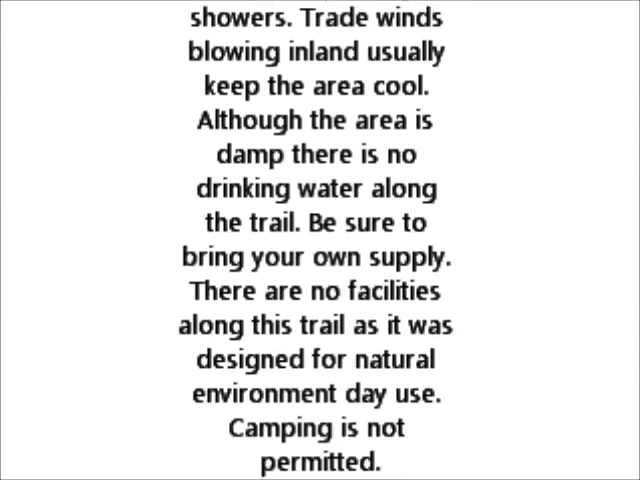 showers. Trade winds
blowing inland usually
keep the area cool.
Although the area is
damp there is no
drinking water along
the trail. Be sure to
bring your own supply.
There are no facilities
along this trail as it was
designed for natural
environment day use.
Camping is not
permitted.